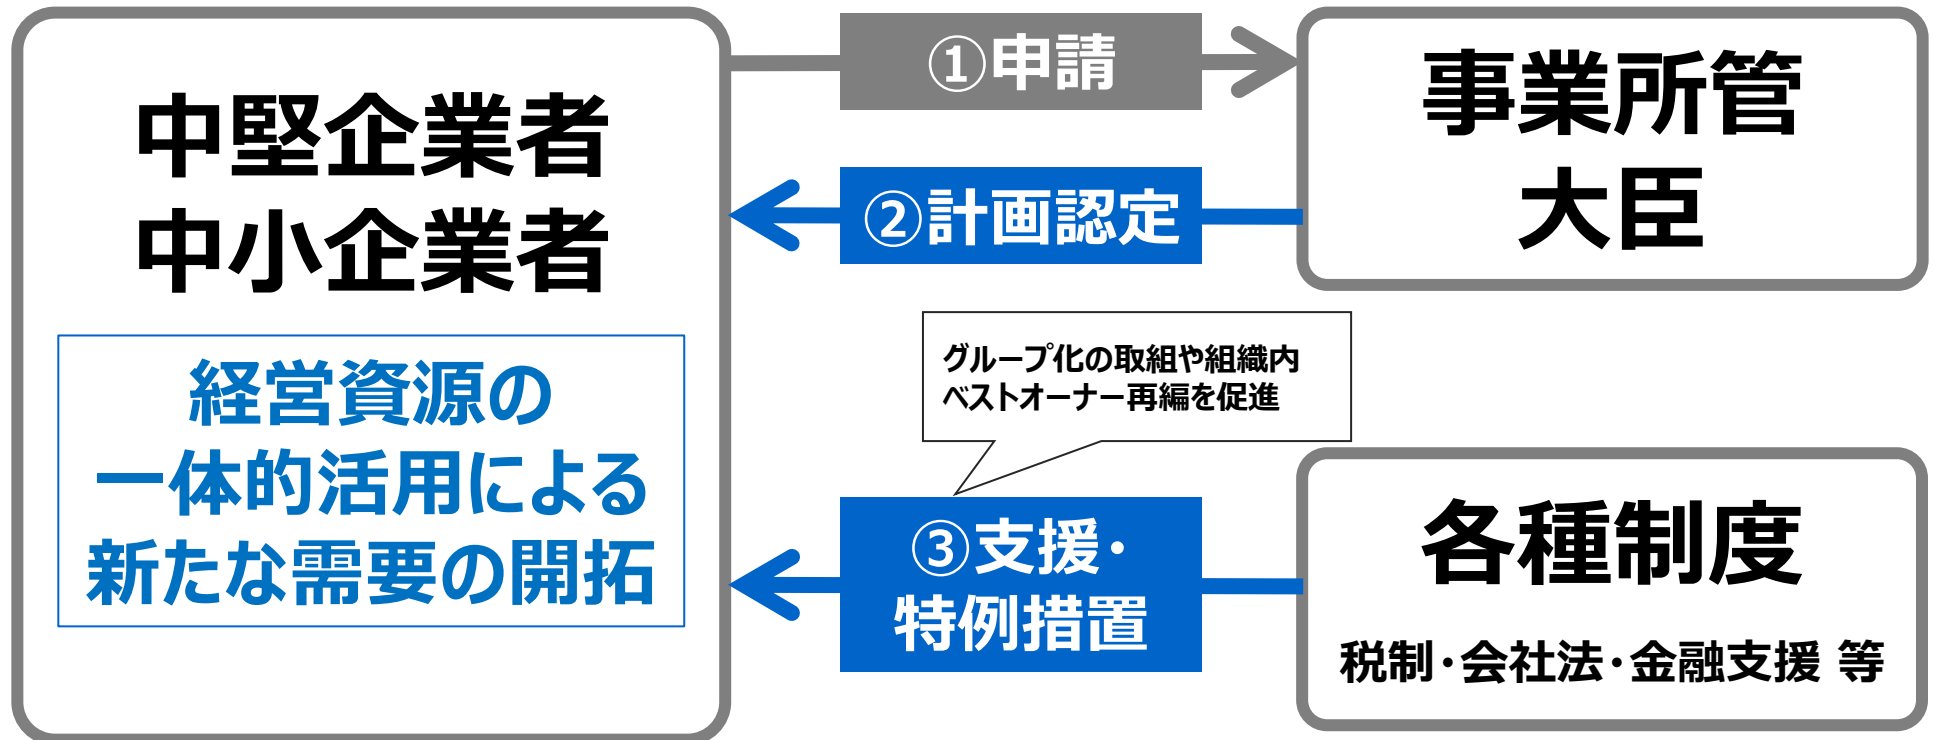 中堅企業者
中小企業者
経営資源の
一体的活用による
新たな需要の開拓
①申請
②計画認定
事業所管
大臣
グループ化の取組や組織内
ベストオーナー再編を促進
③支援・
特例措置
各種制度
税制・会社法・金融支援 等